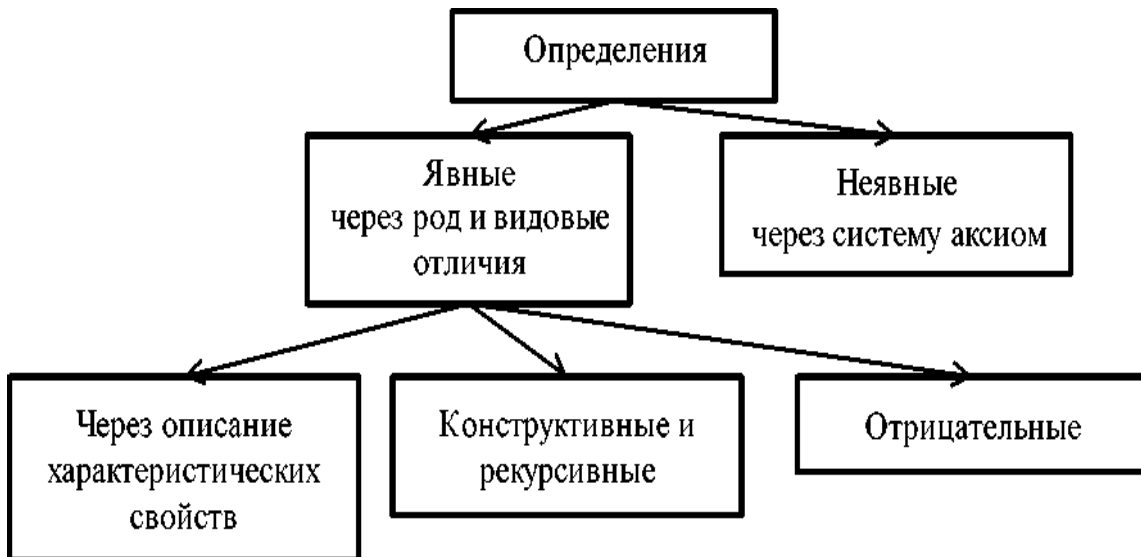 Определения
Явные
через род и видовые
отличия
Неявные
через систему аксиом
Через описание
характеристических
свойств
Конструктивные и
рекурсивные
Отрицательные